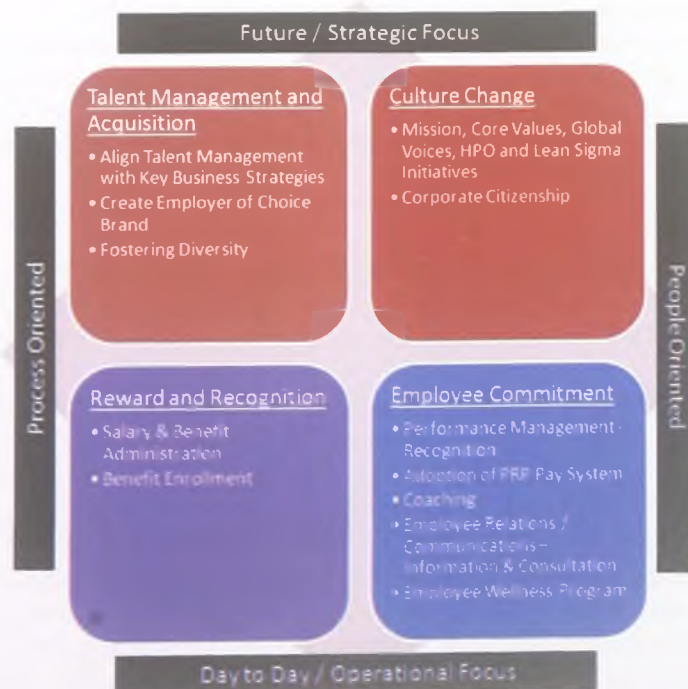 Future / Strategic Focus
Process Oriented
Talent Management and
Acquisition
• Align Talent Management
with Key Business Strategies
• Create Employer of Choice
Brand
• Fostering Diversity
Culture Change
• Mission, Core Values, Global
Voices, HPO and Lean Sigma
Initiatives
• Corporate Citizenship
People Oriented
Reward and Recognition
• Salary & Benefit
Administration
• Benefit Enrollment
Employee Commitment
• Performance Management -
Recognition
• Adoption of PRP Pay System
• Coaching
• Employee Relations /
Communications –
Information & Consultation
• Employee Wellness Program
Day to Day / Operational Focus